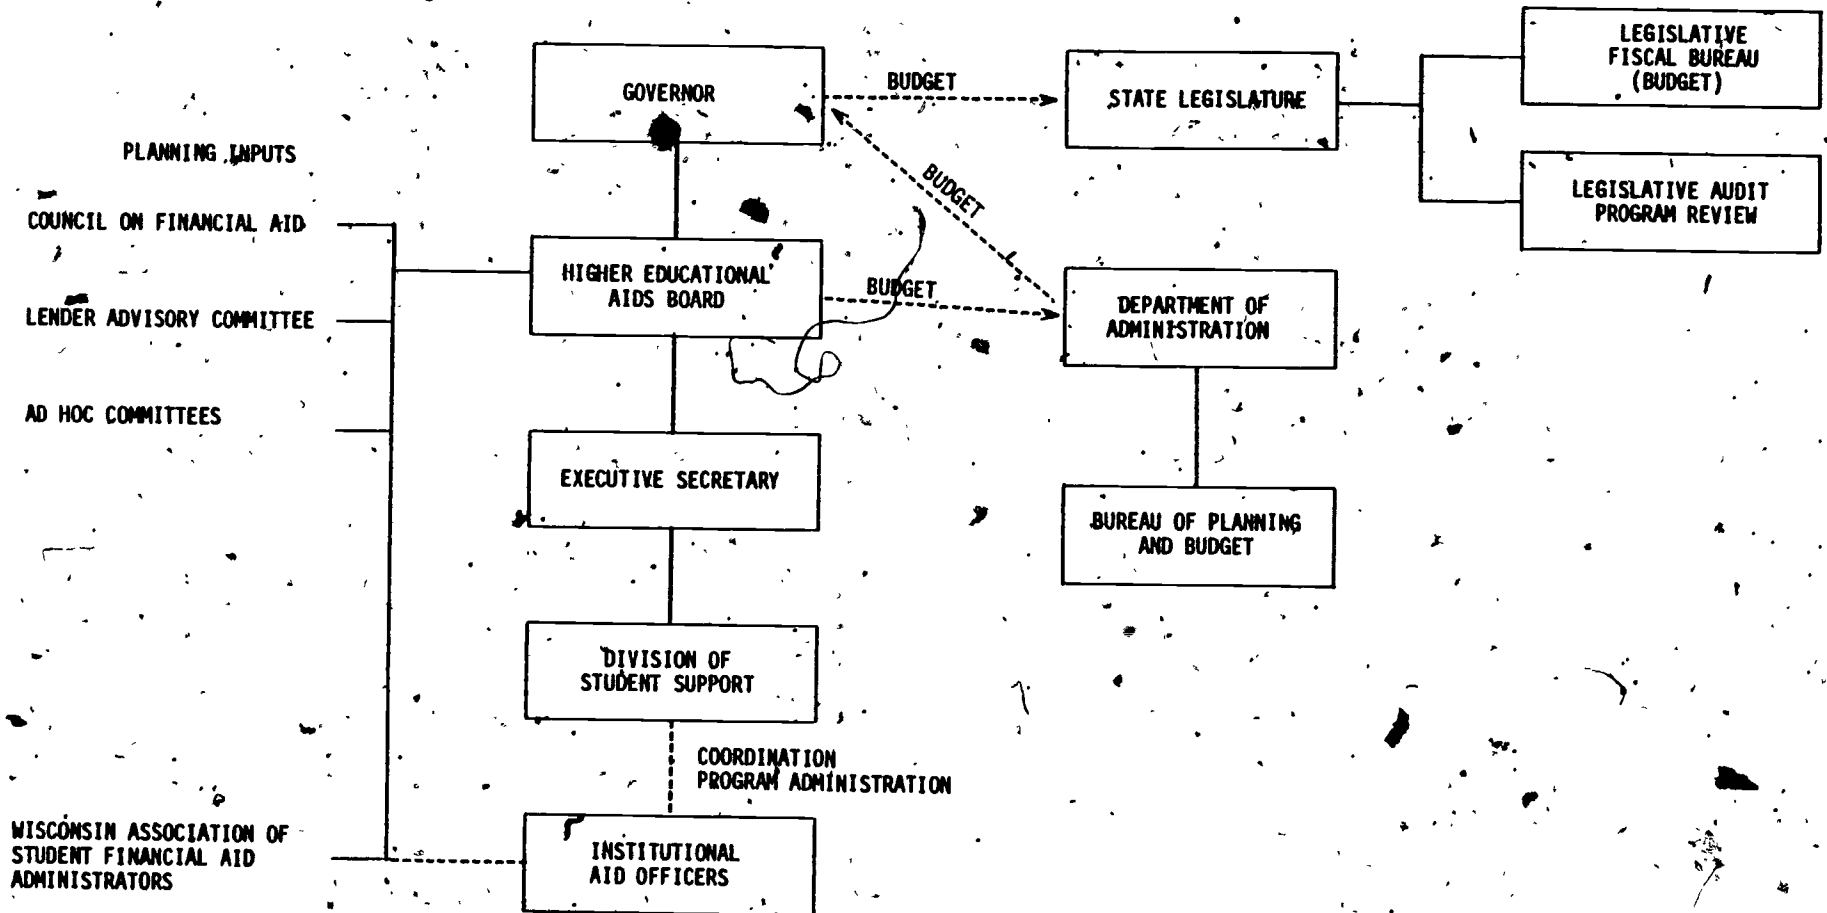 LEGISLATIVE
FISCAL BUREAU
(BUDGET)
GOVERNOR
BUDGET
STATE LEGISLATURE
PLANNING INPUTS
BUDGET
LEGISLATIVE AUDIT
PROGRAM REVIEW
COUNCIL ON FINANCIAL AID
HIGHER EDUCATIONAL
AIDS BOARD
BUDGET
DEPARTMENT OF
ADMINISTRATION
LENDER ADVISORY COMMITTEE
AD HOC COMMITTEES
EXECUTIVE SECRETARY
BUREAU OF PLANNING
AND BUDGET
DIVISION OF
STUDENT SUPPORT
COORDINATION
PROGRAM ADMINISTRATION
WISCONSIN ASSOCIATION OF
STUDENT FINANCIAL AID
ADMINISTRATORS
INSTITUTIONAL
AID OFFICERS